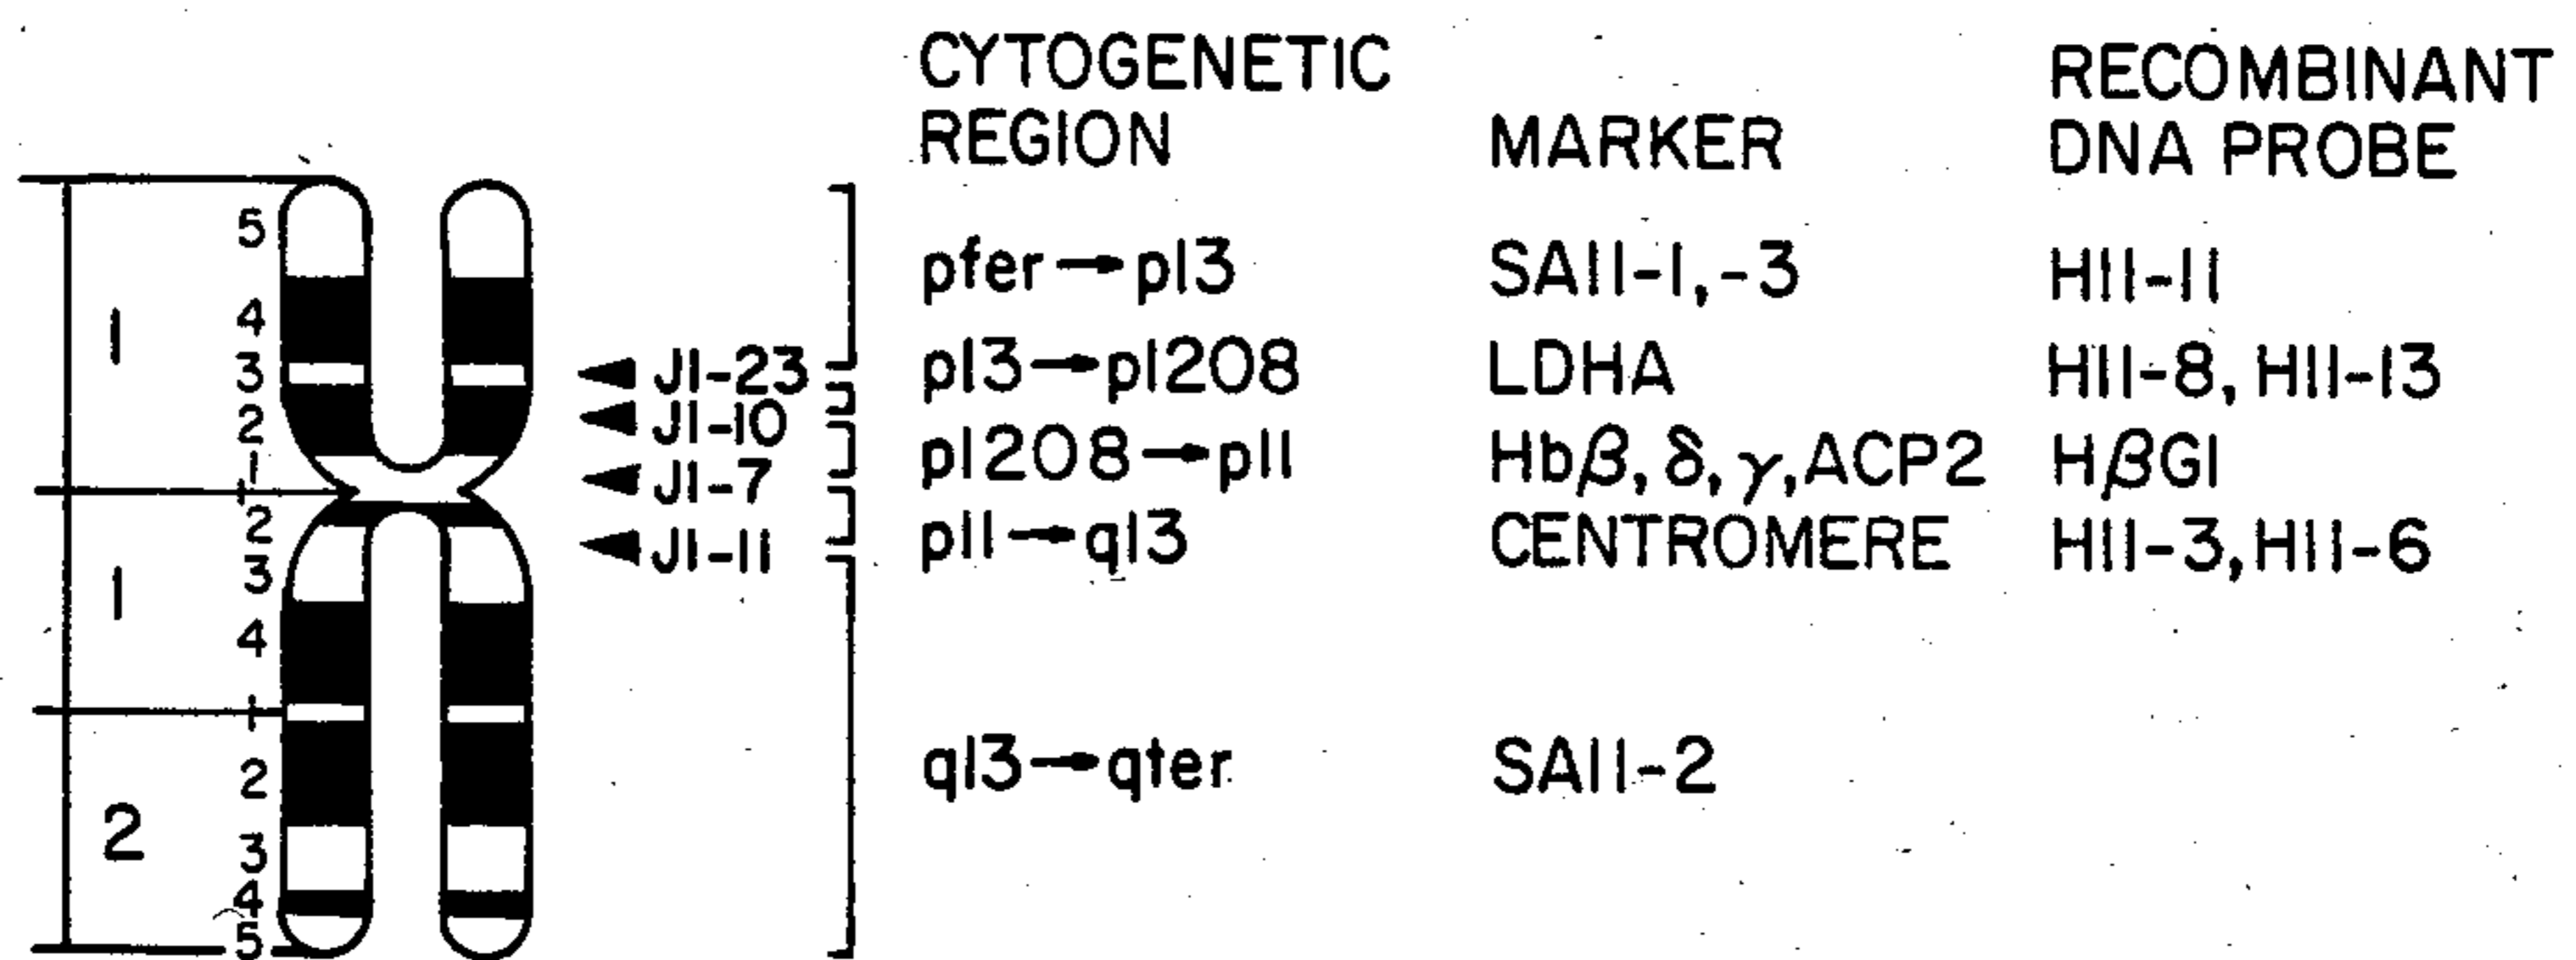 CYTOGENETIC REGION
MARKER
RECOMBINANT DNA PROBE
1
5
4
3
2
1
1
2
3
4
2
1
2
3
4
5
J1-23
J1-10
J1-7
J1-11
pter→p13 SA11-1,-3 H11-11
p13→p1208 LDHA H11-8, H11-13
p1208→p11 Hbβ, δ, γ, ACP2 HβG1
p11→q13 CENTROMERE H11-3, H11-6
q13→qter SA11-2